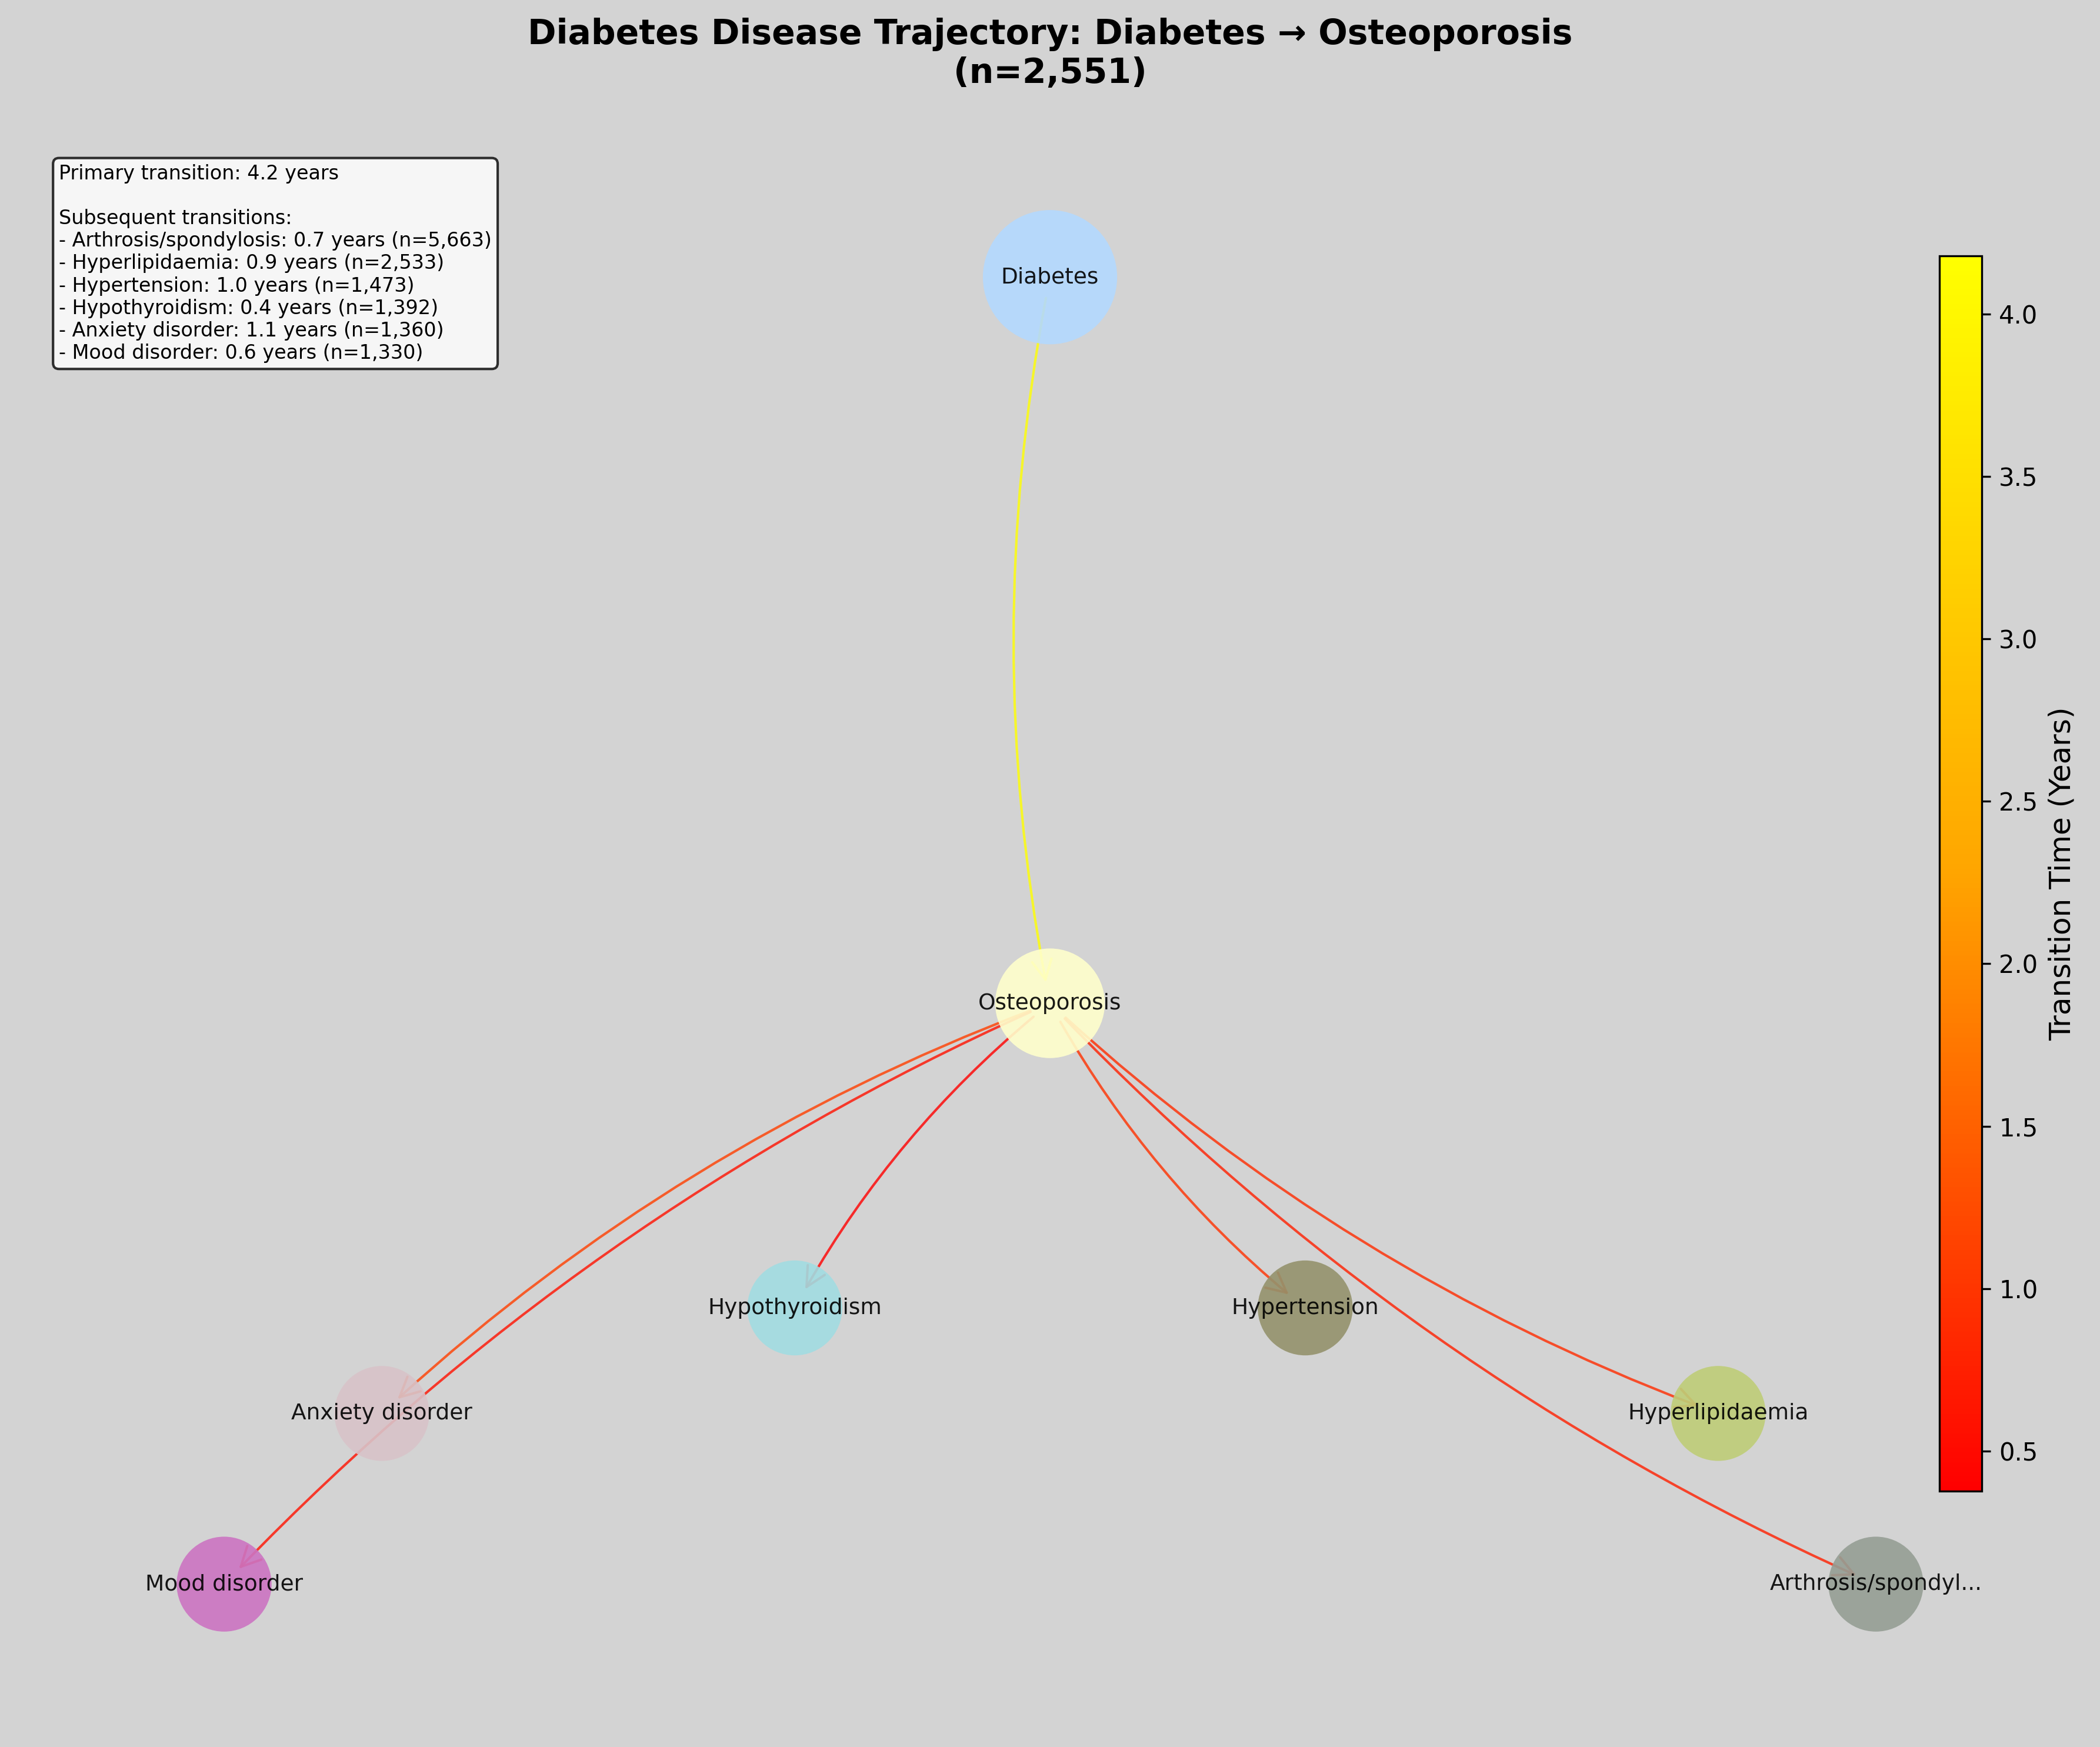 Diabetes Disease Trajectory: Diabetes → Osteoporosis
(n=2,551)
Primary transition: 4.2 years
Subsequent transitions:
- Arthrosis/spondylosis: 0.7 years (n=5,663)
- Hyperlipidaemia: 0.9 years (n=2,533)
- Hypertension: 1.0 years (n=1,473)
- Hypothyroidism: 0.4 years (n=1,392)
- Anxiety disorder: 1.1 years (n=1,360)
- Mood disorder: 0.6 years (n=1,330)
Diabetes
Osteoporosis
Hypothyroidism
Hypertension
Anxiety disorder
Hyperlipidaemia
Mood disorder
Arthrosis/spondyl...
4.0
3.5
3.0
2.5
2.0
1.5
1.0
0.5
Transition Time (Years)